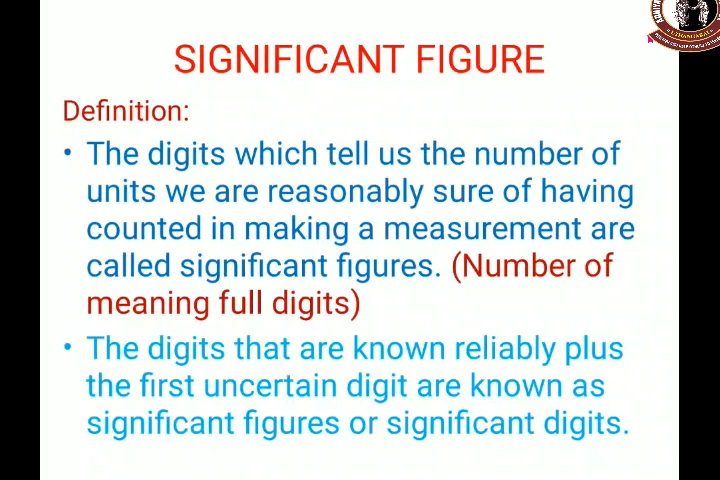 SIGNIFICANT FIGURE
Definition:
• The digits which tell us the number of
units we are reasonably sure of having
counted in making a measurement are
called significant figures. (Number of
meaning full digits)
• The digits that are known reliably plus
the first uncertain digit are known as
significant figures or significant digits.